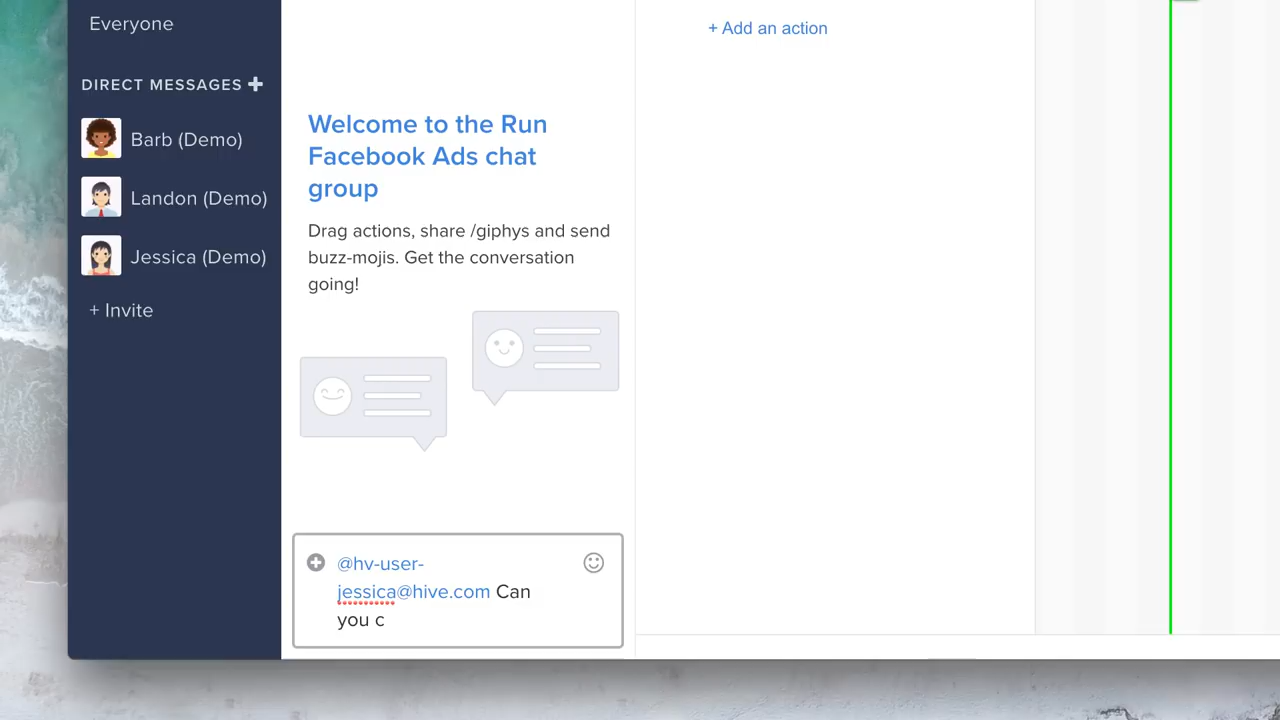 Everyone
DIRECT MESSAGES
Barb (Demo)
Landon (Demo)
Jessica (Demo)
+ Invite
Welcome to the Run
Facebook Ads chat
group
Drag actions, share /giphys and send
buzz-mojis. Get the conversation
going!
@hv-user-
jessica@hive.com Can
you c
+ Add an action